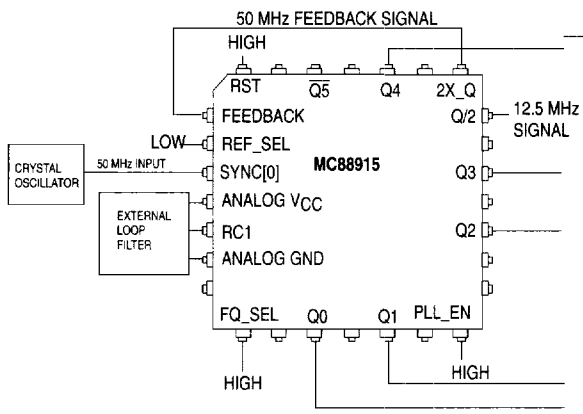 50 MHz FEEDBACK SIGNAL
HIGH
RST
Q5
Q4
2X_Q
FEEDBACK
Q/2
12.5 MHz
SIGNAL
LOW
REF_SEL
CRYSTAL
OSCILLATOR
50 MHz INPUT
SYNC[0]
MC88915
Q3
ANALOG VCC
EXTERNAL
LOOP
FILTER
RC1
Q2
ANALOG GND
FQ_SEL
Q0
Q1
PLL_EN
HIGH
HIGH